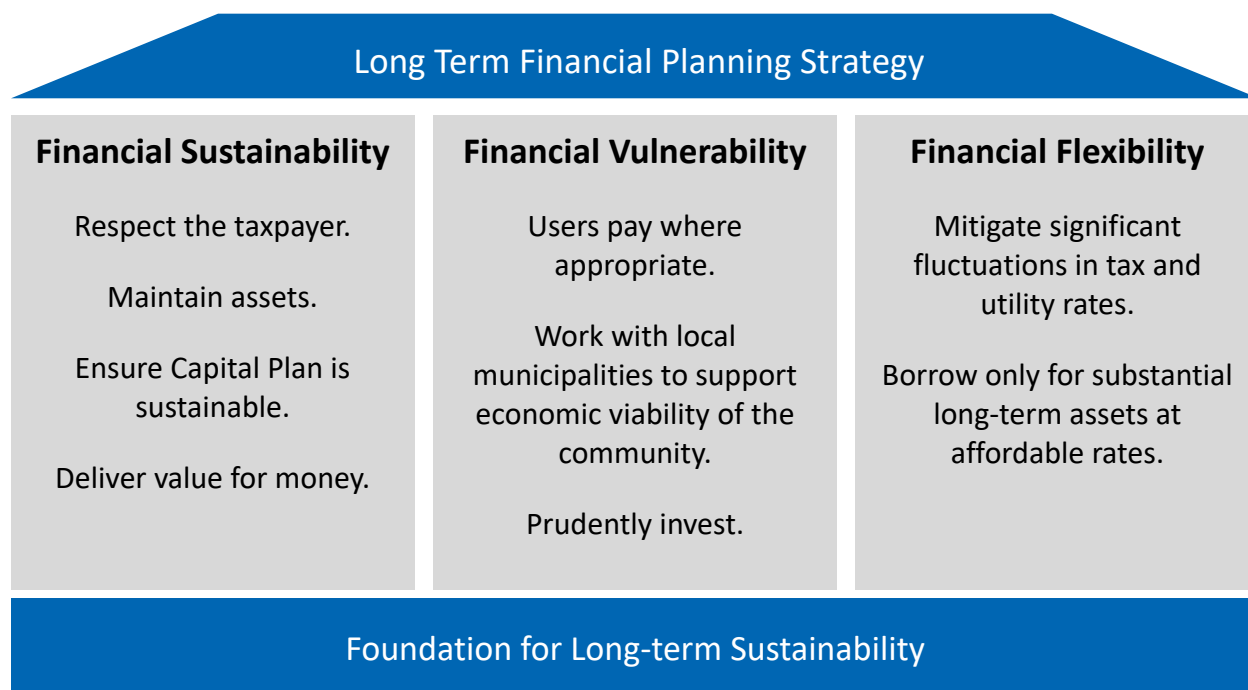 Long Term Financial Planning Strategy
Financial Sustainability
Respect the taxpayer.
Maintain assets.
Ensure Capital Plan is
sustainable.
Deliver value for money.
Financial Vulnerability
Users pay where
appropriate.
Work with local
municipalities to support
economic viability of the
community.
Prudently invest.
Financial Flexibility
Mitigate significant
fluctuations in tax and
utility rates.
Borrow only for substantial
long-term assets at
affordable rates.
Foundation for Long-term Sustainability